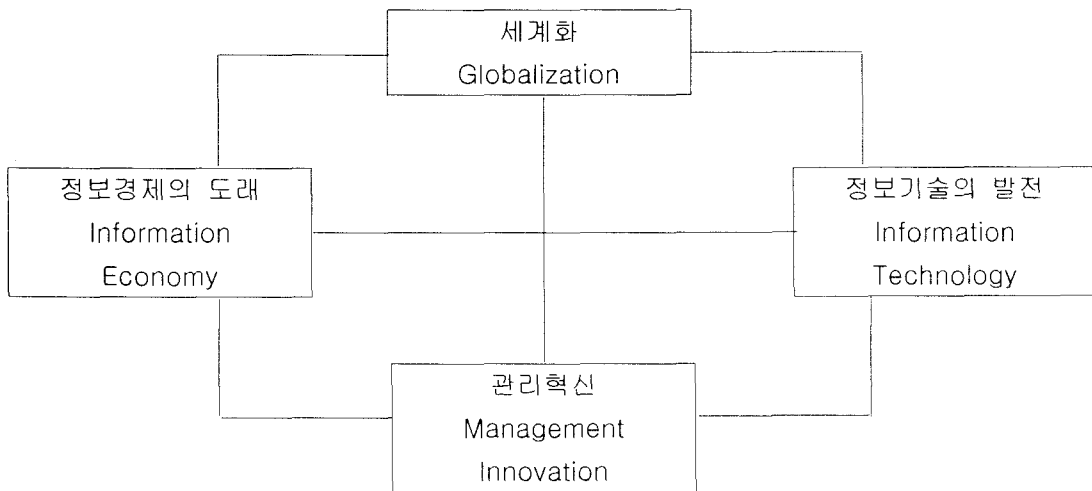 세계화
Globalization
정보경제의 도래
Information
Economy
정보기술의 발전
Information
Technology
관리혁신
Management
Innovation